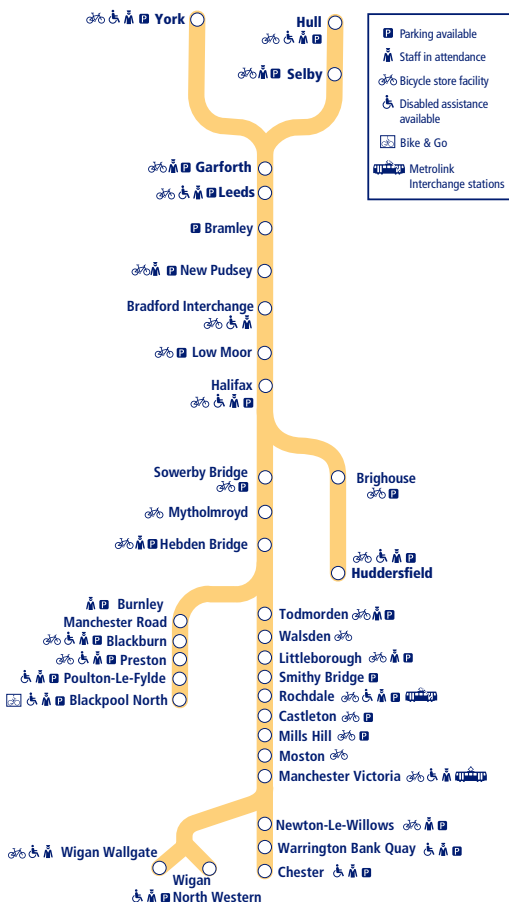 York
Hull
Selby
P Parking available
Staff in attendance
Bicycle store facility
Disabled assistance
available
Bike & Go
Metrolink
Interchange stations
Garforth
Leeds
Bramley
New Pudsey
Bradford Interchange
Low Moor
Halifax
Sowerby Bridge
Brighouse
Mytholmroyd
Hebden Bridge
Huddersfield
Burnley
Manchester Road
Blackburn
Preston
Poulton-Le-Fylde
Blackpool North
Todmorden
Walsden
Littleborough
Smithy Bridge
Rochdale
Castleton
Mills Hill
Moston
Manchester Victoria
Newton-Le-Willows
Warrington Bank Quay
Chester
Wigan Wallgate
Wigan
North Western